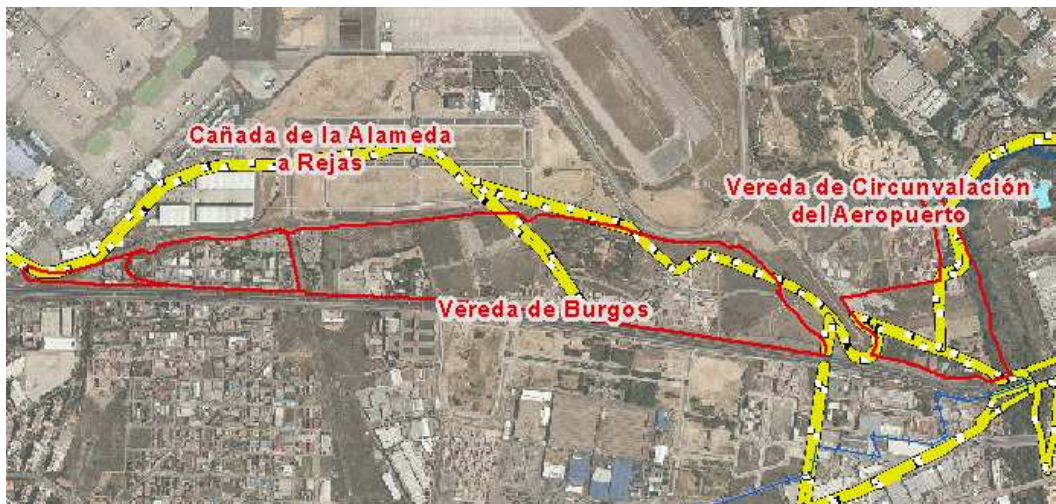 Cañada de la Alameda
a Rejas
Vereda de Circunvalación
del Aeropuerto
Vereda de Burgos